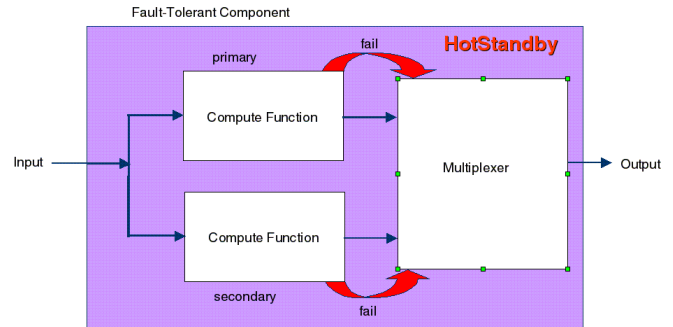 Fault-Tolerant Component
HotStandby
fail
primary
Compute Function
Input
Multiplexer
Output
Compute Function
secondary
fail